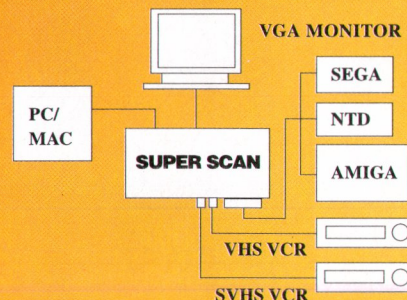 VGA MONITOR
SEGA
PC/
MAC
NTD
SUPER SCAN
AMIGA
VHS VCR
SVHS VCR